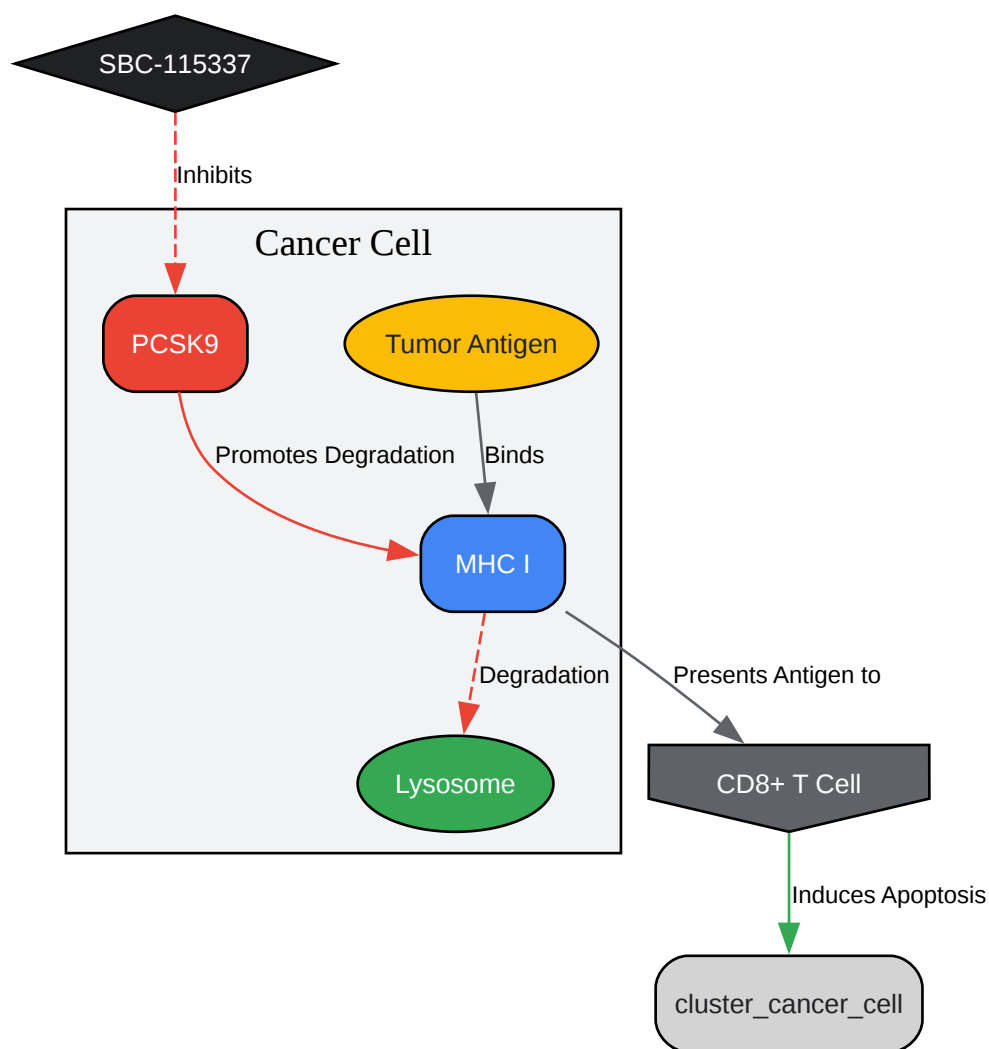 SBC-115337
Inhibits
Cancer Cell
PCSK9
Tumor Antigen
Promotes Degradation
Binds
MHC I
Degradation
Presents Antigen to
Lysosome
CD8+ T Cell
Induces Apoptosis
cluster_cancer_cell